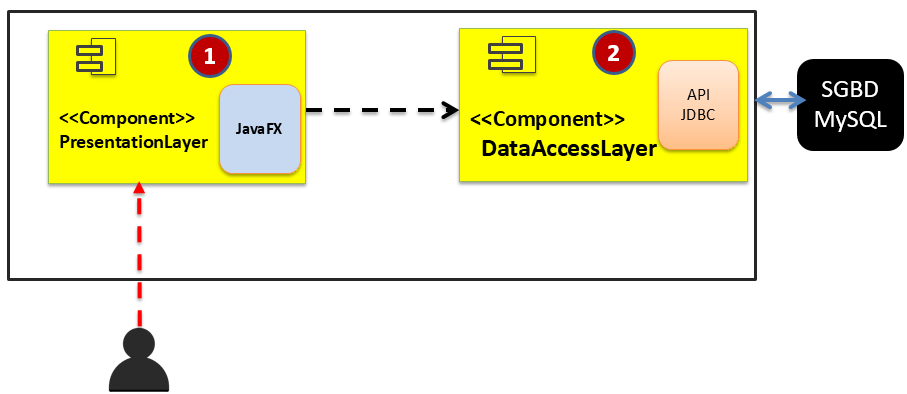 1
<<Component>>
PresentationLayer
JavaFX
2
<<Component>>
DataAccessLayer
API
JDBC
SGBD
MySQL